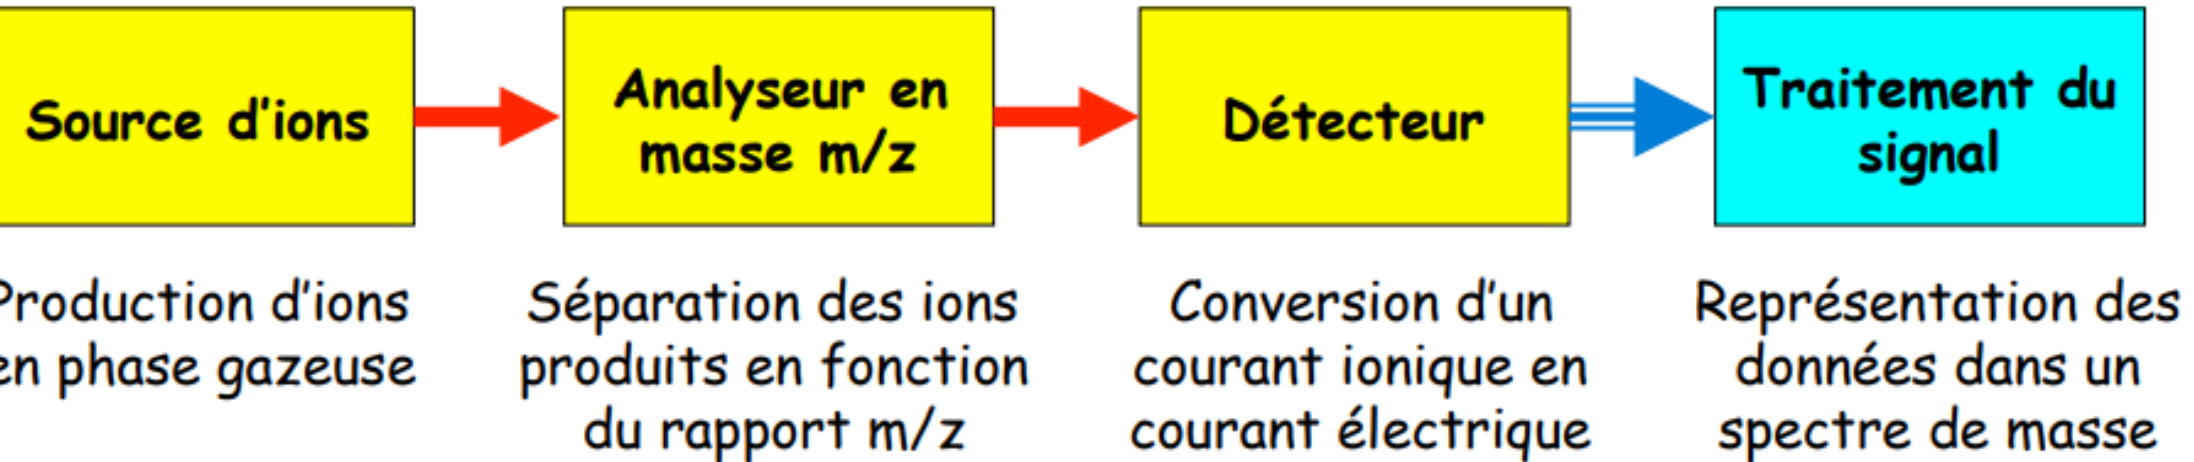 Source d'ions
Analyseur en
masse m/z
Détecteur
Traitement du
signal
Production d'ions
en phase gazeuse
Séparation des ions
produits en fonction
du rapport m/z
Conversion d'un
courant ionique en
courant électrique
Représentation des
données dans un
spectre de masse